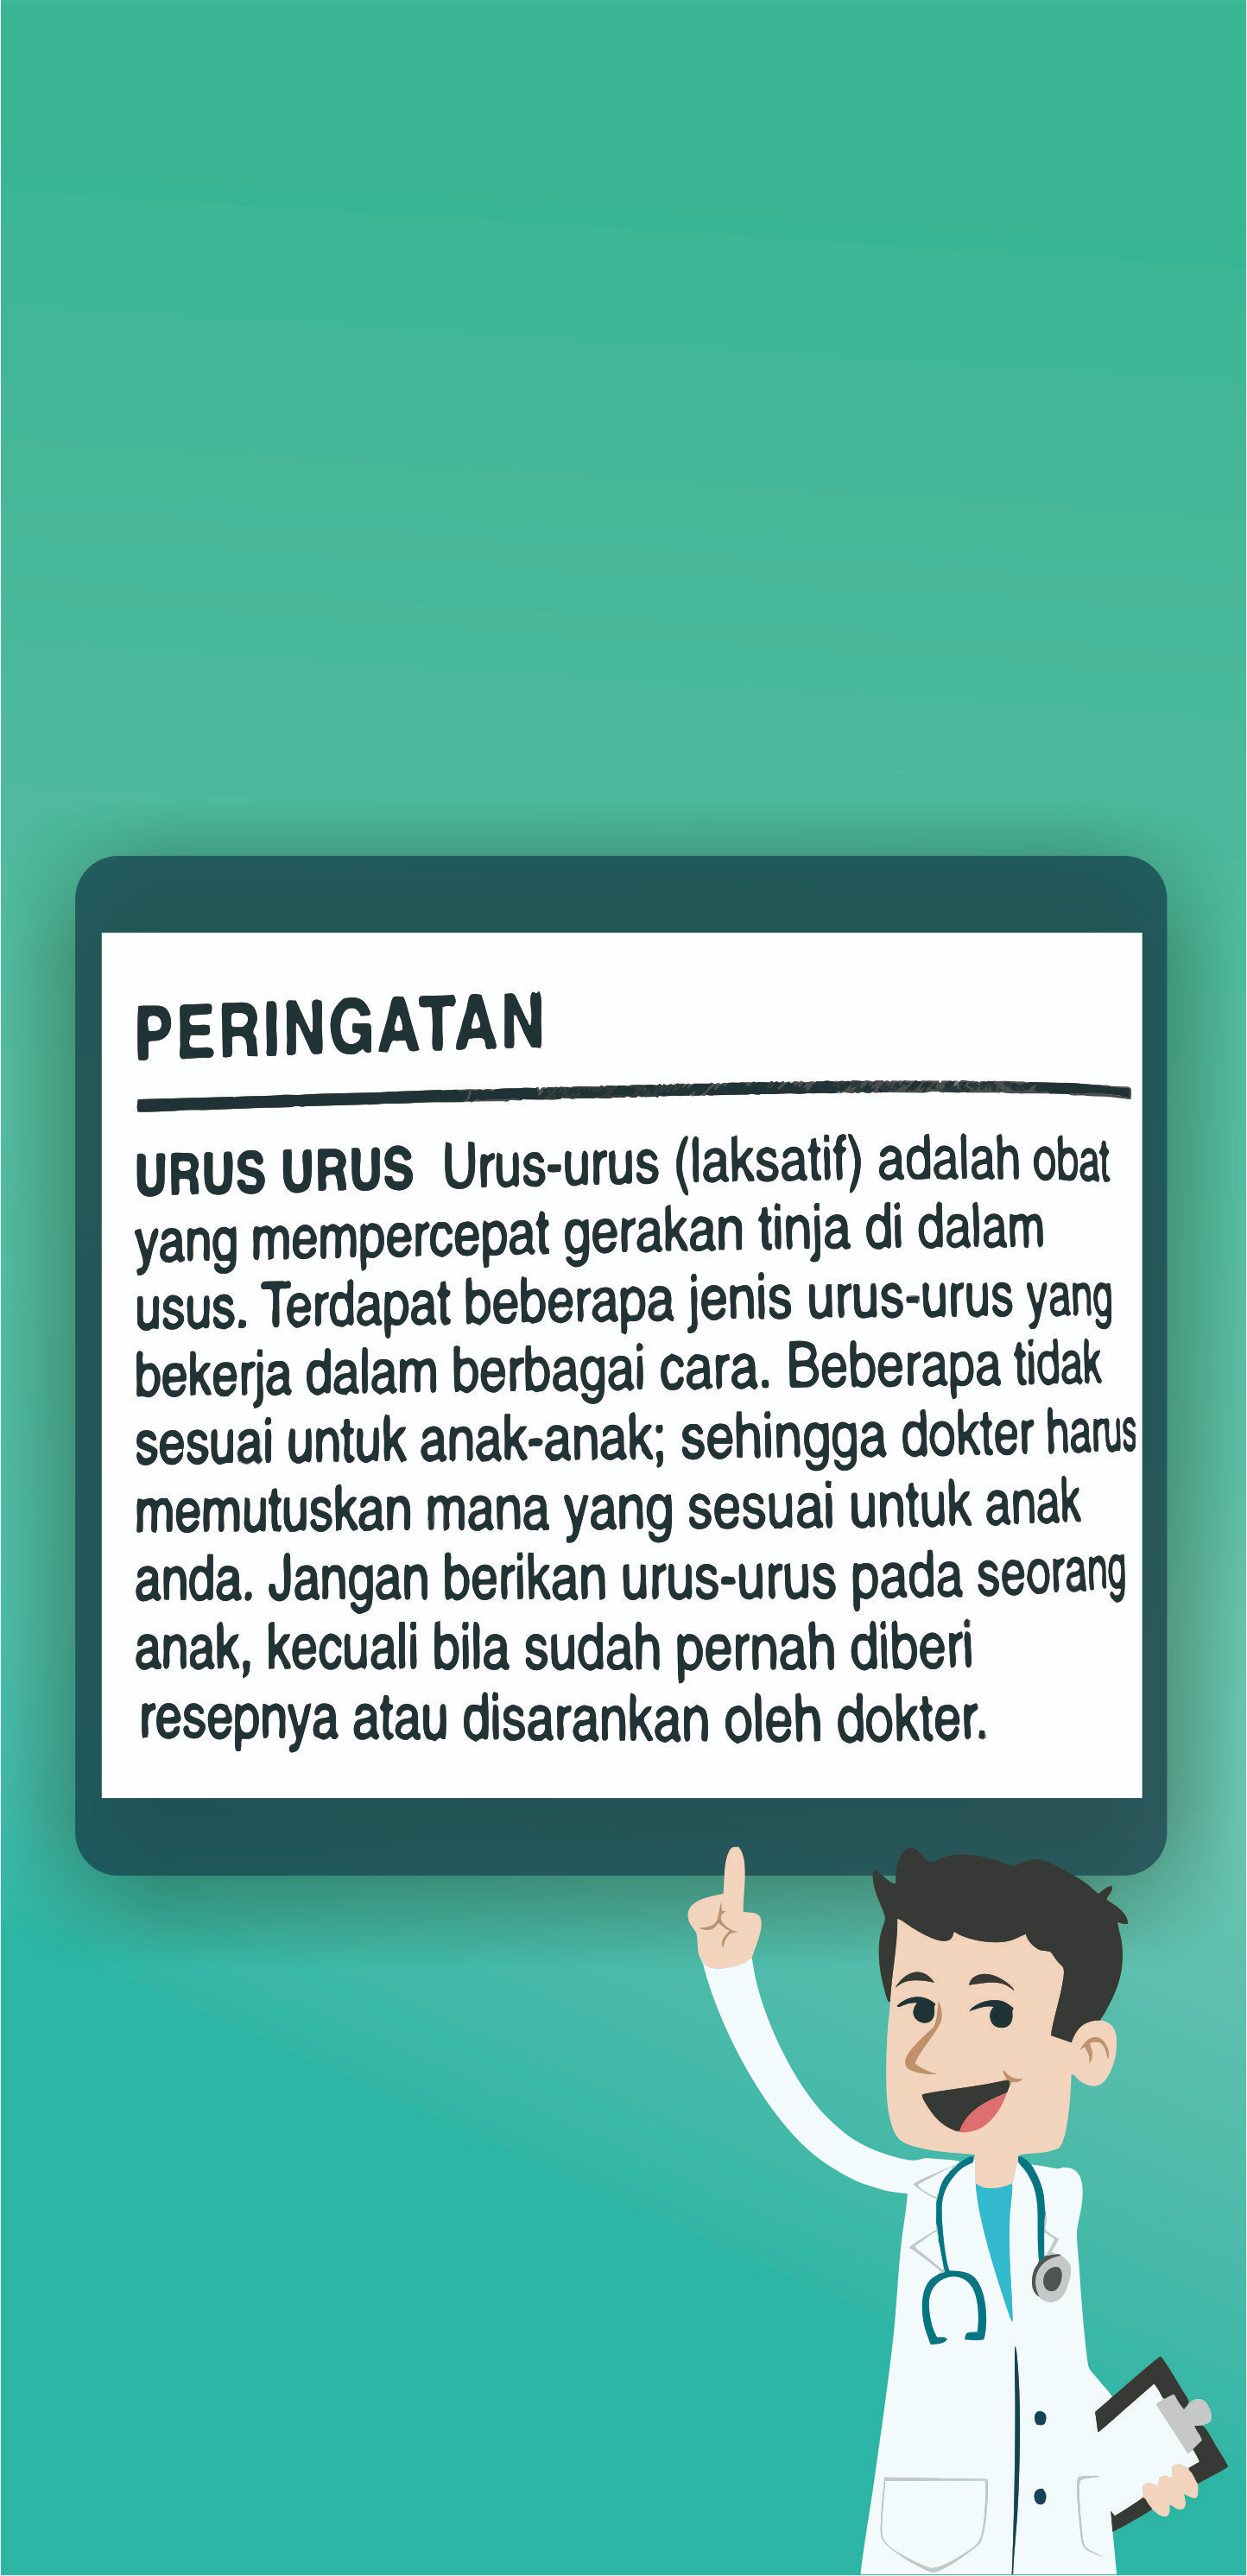 PERINGATAN
URUS URUS Urus-urus (laksatif) adalah obat
yang mempercepat gerakan tinja di dalam
usus. Terdapat beberapa jenis urus-urus yang
bekerja dalam berbagai cara. Beberapa tidak
sesuai untuk anak-anak; sehingga dokter harus
memutuskan mana yang sesuai untuk anak
anda. Jangan berikan urus-urus pada seorang
anak, kecuali bila sudah pernah diberi
resepnya atau disarankan oleh dokter.